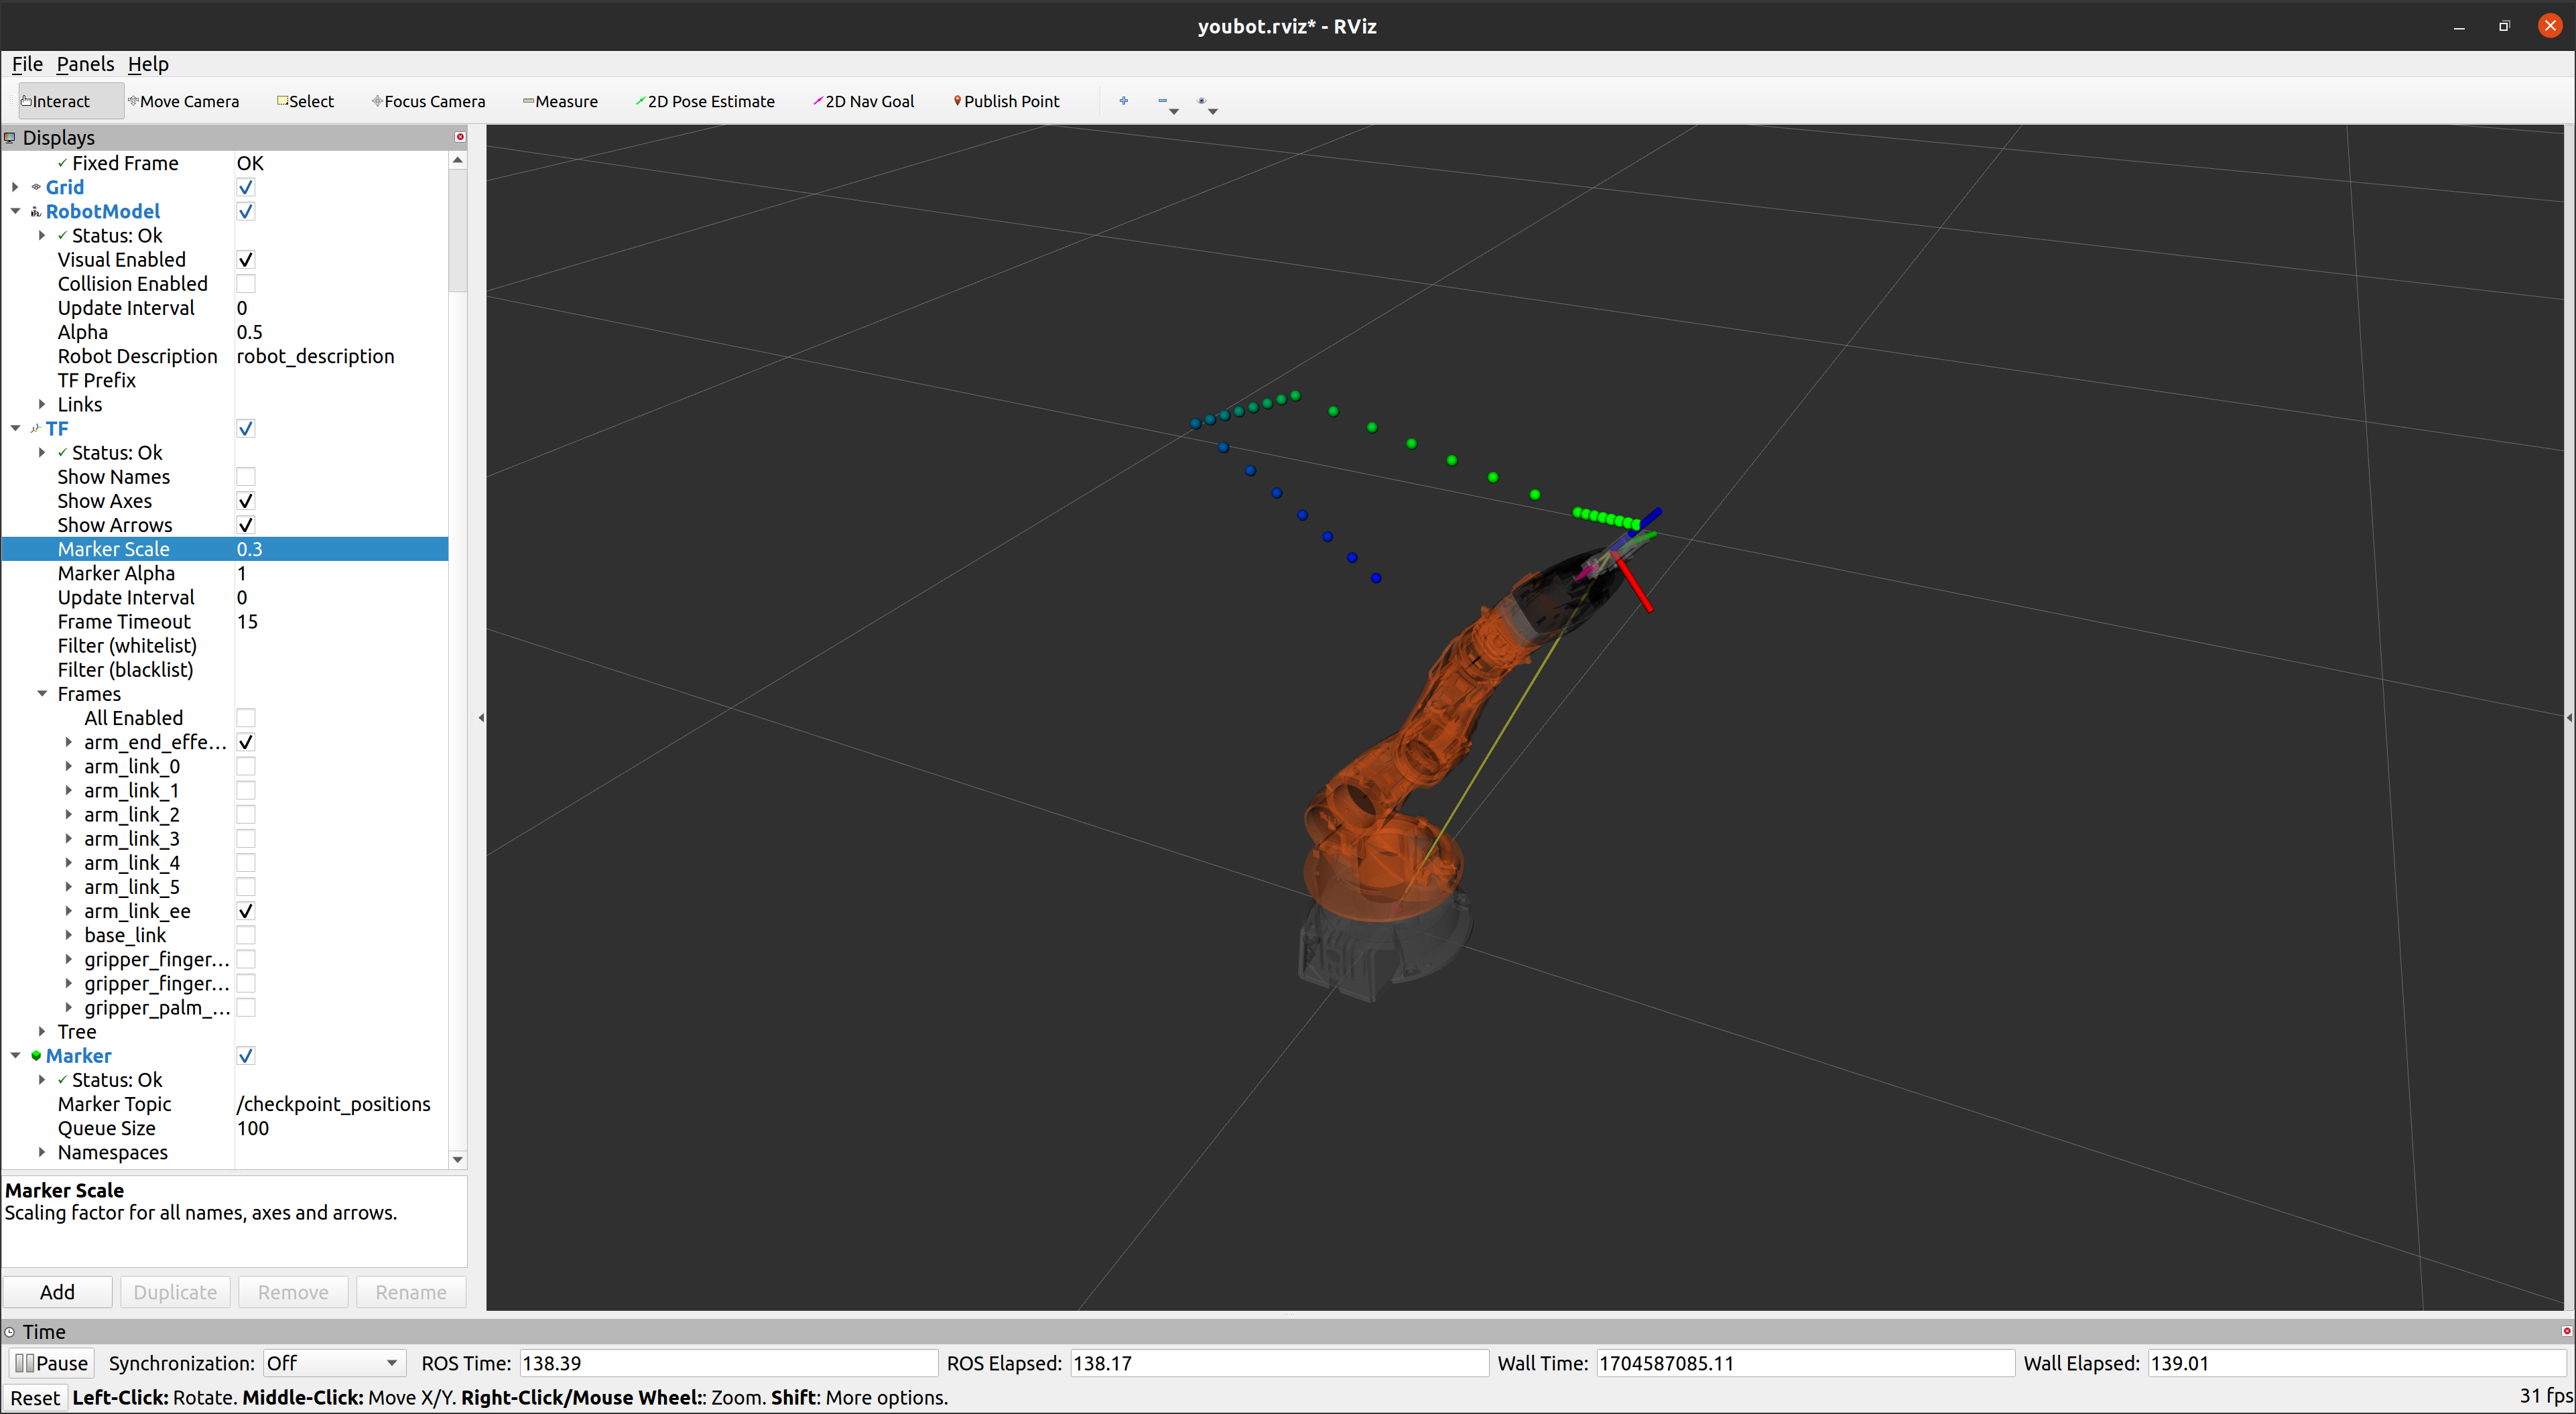 youbot.rviz* - RViz
File Panels Help
Interact Move Camera Select Focus Camera Measure 2D Pose Estimate 2D Nav Goal Publish Point
Displays
Fixed Frame OK
Grid
RobotModel
Status: Ok
Visual Enabled
Collision Enabled
Update Interval 0
Alpha 0.5
Robot Description robot_description
TF Prefix
Links
TF
Status: Ok
Show Names
Show Axes
Show Arrows
Marker Scale 0.3
Marker Alpha 1
Update Interval 0
Frame Timeout 15
Filter (whitelist)
Filter (blacklist)
Frames
All Enabled
arm_end_effe...
arm_link_0
arm_link_1
arm_link_2
arm_link_3
arm_link_4
arm_link_5
arm_link_ee
base_link
gripper_finger...
gripper_finger...
gripper_palm_...
Tree
Marker
Status: Ok
Marker Topic /checkpoint_positions
Queue Size 100
Namespaces
Marker Scale
Scaling factor for all names, axes and arrows.
Add Duplicate Remove Rename
Time
Pause Synchronization: Off ROS Time: 138.39 ROS Elapsed: 138.17 Wall Time: 1704587085.11 Wall Elapsed: 139.01
Reset Left-Click: Rotate. Middle-Click: Move X/Y. Right-Click/Mouse Wheel:: Zoom. Shift: More options. 31 fps